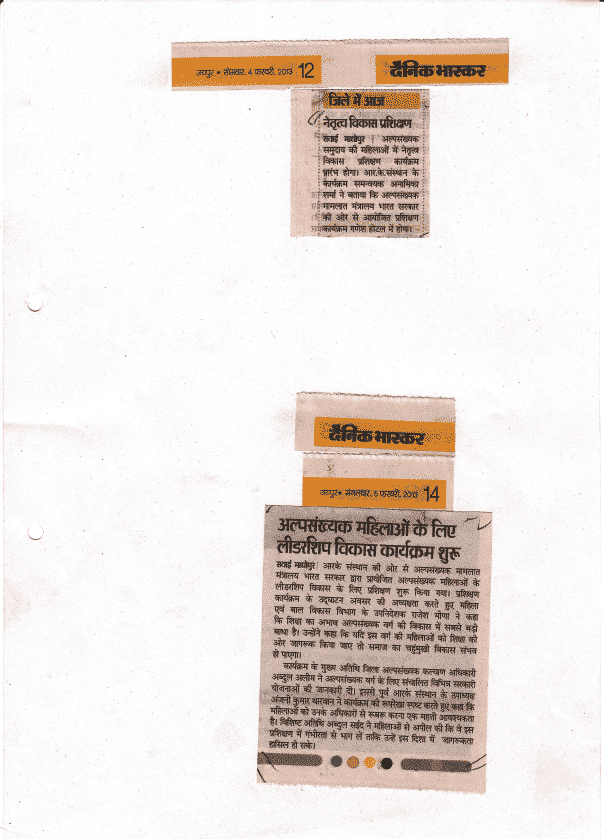 जयपुर • सोमवार, 4 फरवरी, 2013 12
दैनिक भास्कर
जिले में आज
नेतृत्व विकास प्रशिक्षण
सवाई माधोपुर | अल्पसंख्यक
समुदाय की महिलाओं में नेतृत्व
विकास प्रशिक्षण कार्यक्रम
प्रारंभ होगा। आर.के.संस्थान के
कार्यक्रम समन्वयक अनामिका
शर्मा ने बताया कि अल्पसंख्यक
मामलात मंत्रालय भारत सरकार
की ओर से आयोजित प्रशिक्षण
कार्यक्रम गणेश होटल में होगा।
दैनिक भास्कर
जयपुर • मंगलवार, 5 फरवरी, 2013 14
अल्पसंख्यक महिलाओं के लिए
लीडरशिप विकास कार्यक्रम शुरू
सवाई माधोपुर| आरके संस्थान की ओर से अल्पसंख्यक मामलात
मंत्रालय भारत सरकार द्वारा प्रायोजित अल्पसंख्यक महिलाओं के
लीडरशिप विकास के लिए प्रशिक्षण शुरू किया गया। प्रशिक्षण
कार्यक्रम के उद्घाटन अवसर की अध्यक्षता करते हुए महिला
एवं बाल विकास विभाग के उपनिदेशक राजेश मीणा ने कहा
कि शिक्षा का अभाव अल्पसंख्यक वर्ग की विकास में सबसे बड़ी
बाधा है। उन्होंने कहा कि यदि इस वर्ग की महिलाओं को शिक्षा की
ओर जागरूक किया जाए तो समाज का चहुंमुखी विकास संभव
हो पाएगा।
कार्यक्रम के मुख्य अतिथि जिला अल्पसंख्यक कल्याण अधिकारी
अब्दुल अलीम ने अल्पसंख्यक वर्ग के लिए संचालित विभिन्न सरकारी
योजनाओं की जानकारी दी। इससे पूर्व आरके संस्थान के उपाध्यक्ष
अंजनी कुमार ने कार्यक्रम की रूपरेखा स्पष्ट करते हुए कहा कि
महिलाओं को उनके अधिकारों से रूबरू कराना एक महती आवश्यकता
है। विशिष्ट अतिथि अब्दुल सईद ने महिलाओं से अपील की कि वे इस
प्रशिक्षण में गंभीरता से भाग लें ताकि उन्हें इस दिशा में जागरूकता
हासिल हो सके।